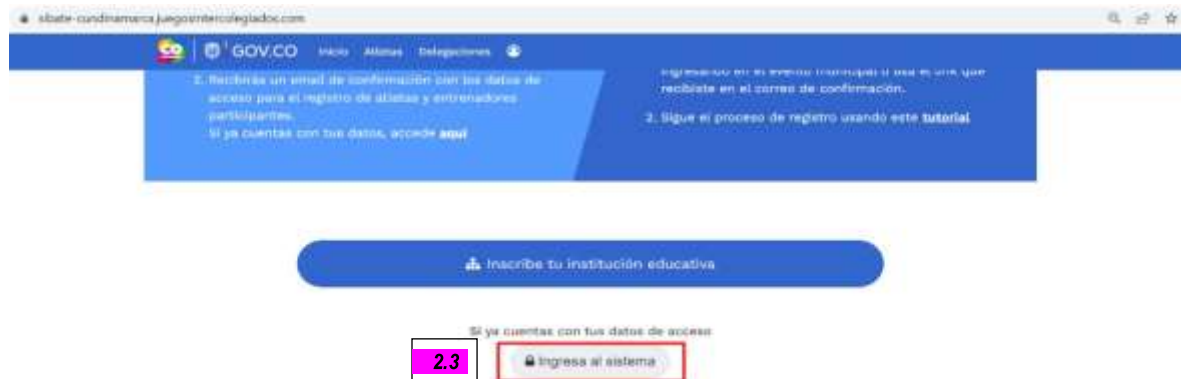 sibate-cundinamarca.juegosintercolegiados.com
GOV.CO Inicio Atletas Delegaciones
2. Recibirás un email de confirmación con los datos de
acceso para el registro de atletas y entrenadores
participantes.
Si ya cuentas con tus datos, accede aquí
ingresando en el evento municipal o usa el link que
recibiste en el correo de confirmación.
2. Sigue el proceso de registro usando este tutorial
Inscribe tu institución educativa
Si ya cuentas con tus datos de acceso
2.3
Ingresa al sistema